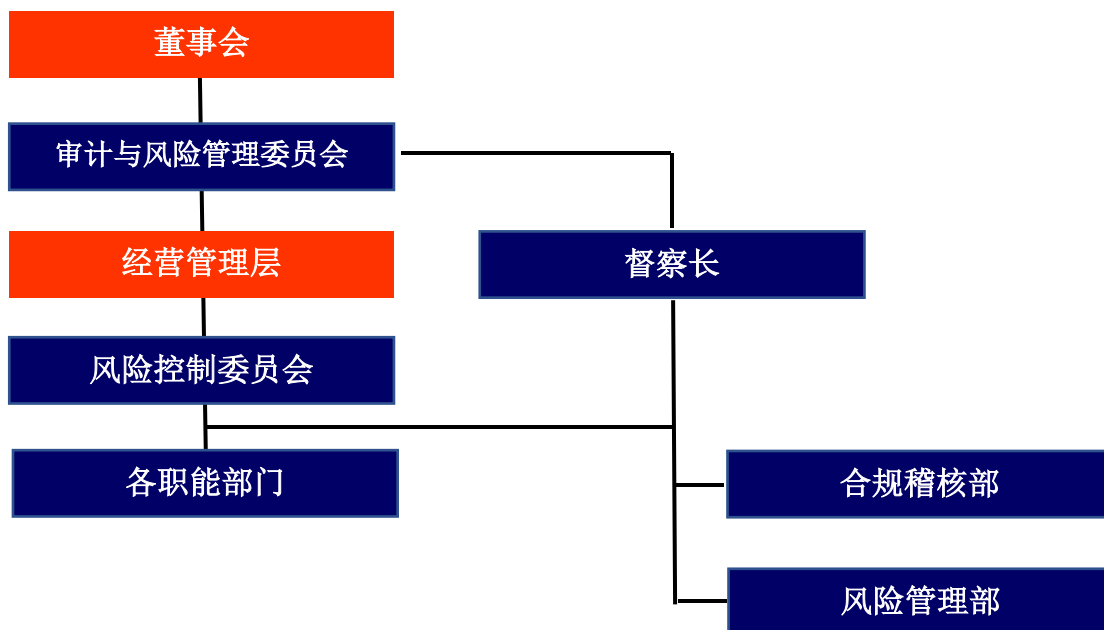 董事会
审计与风险管理委员会
经营管理层
督察长
风险控制委员会
各职能部门
合规稽核部
风险管理部